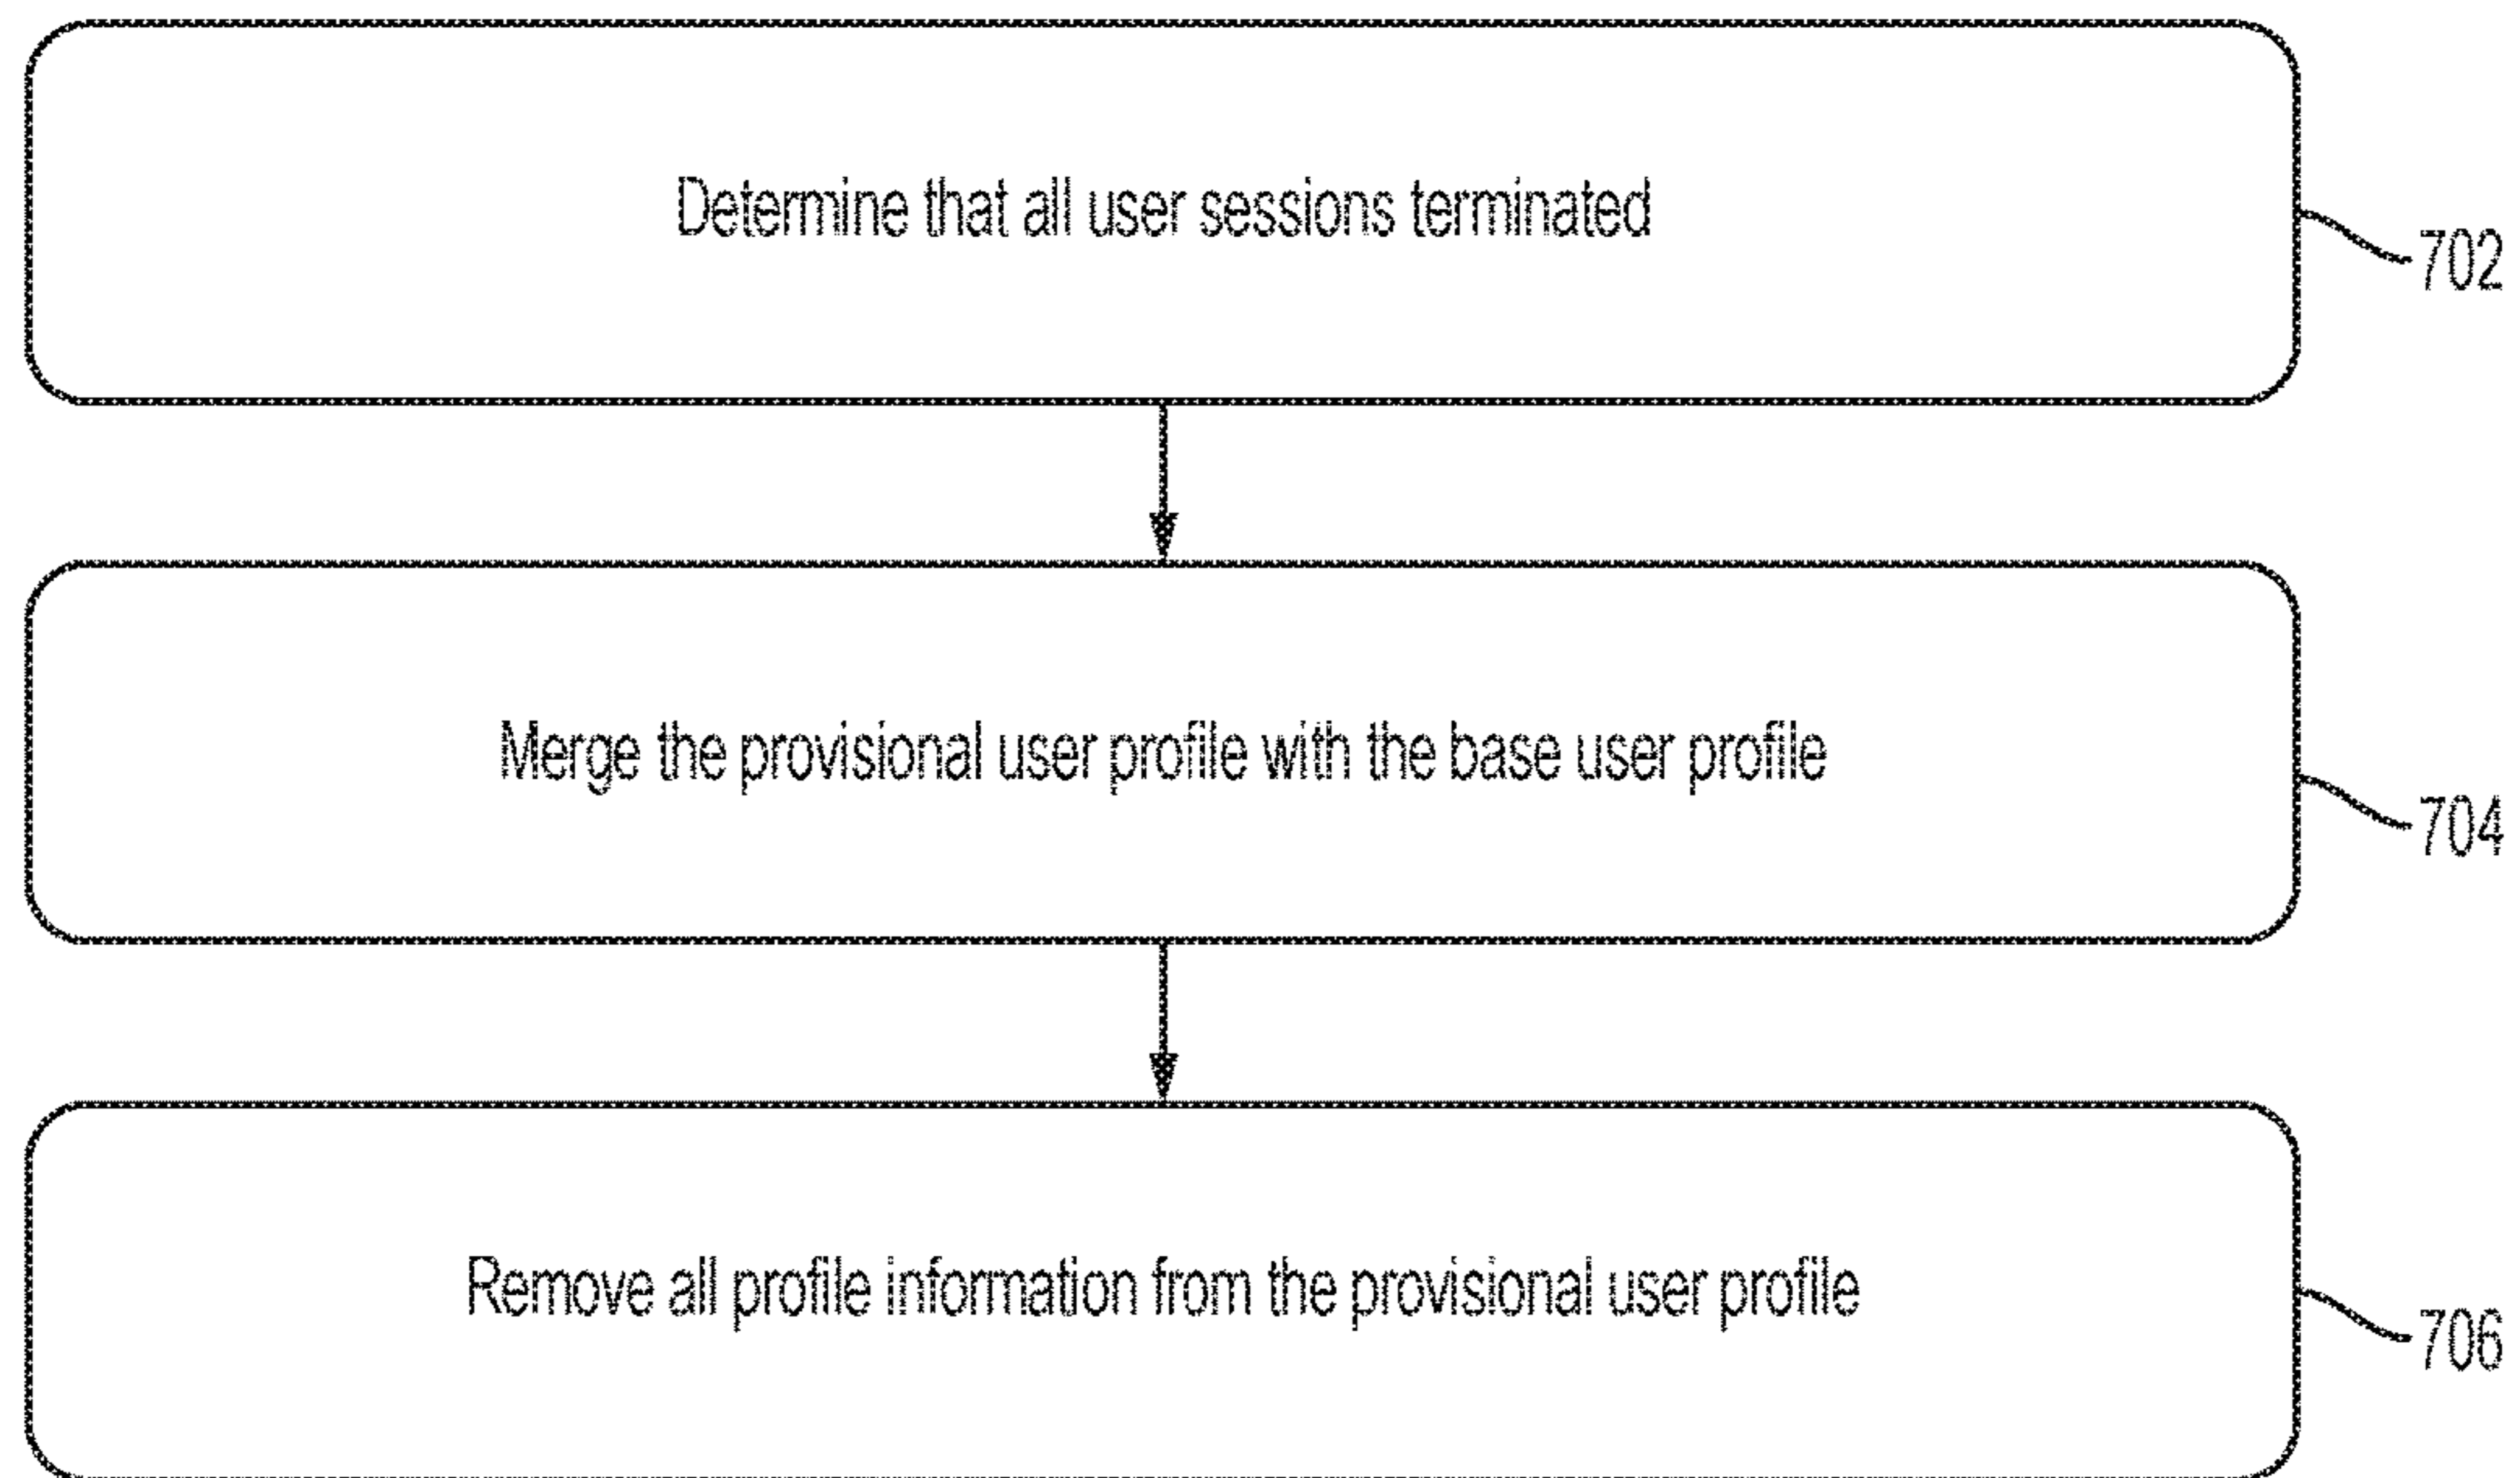 Determine that all user sessions terminated
702
Merge the provisional user profile with the base user profile
704
Remove all profile information from the provisional user profile
706